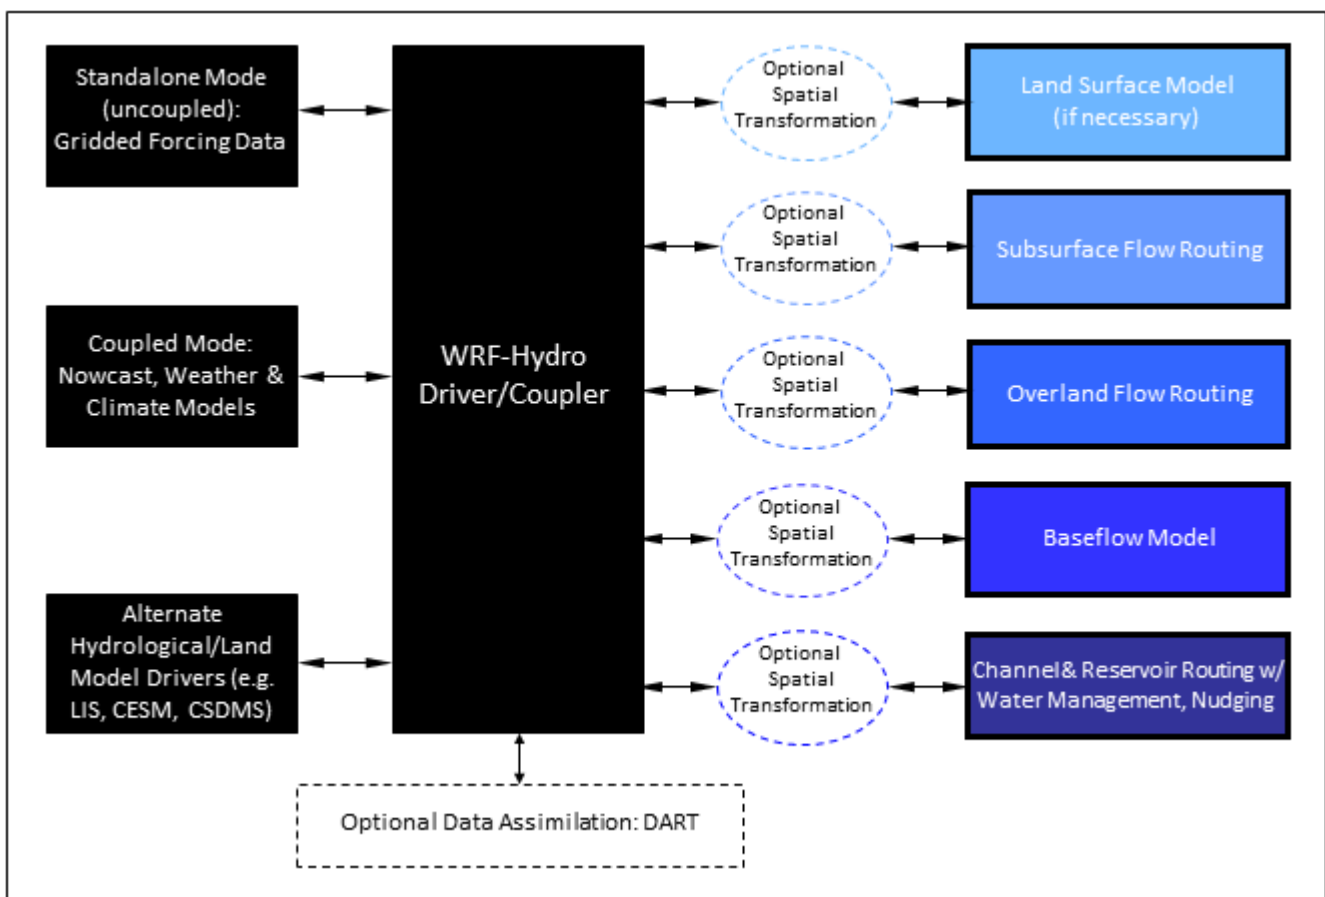 Standalone Mode
(uncoupled):
Gridded Forcing Data
Coupled Mode:
Nowcast, Weather &
Climate Models
Alternate
Hydrological/Land
Model Drivers (e.g.
LIS, CESM, CSDMS)
WRF-Hydro
Driver/Coupler
Optional Data Assimilation: DART
Optional
Spatial
Transformation
Land Surface Model
(if necessary)
Optional
Spatial
Transformation
Subsurface Flow Routing
Optional
Spatial
Transformation
Overland Flow Routing
Optional
Spatial
Transformation
Baseflow Model
Optional
Spatial
Transformation
Channel& Reservoir Routing w/
Water Management, Nudging